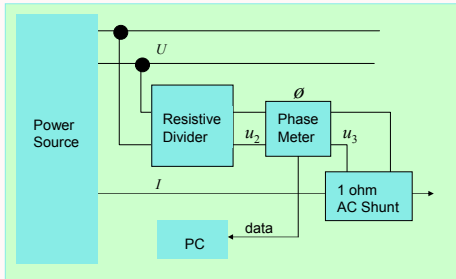 U
ø
Power
Source
Resistive
Divider
u2
Phase
Meter
u3
I
1 ohm
AC Shunt
data
PC